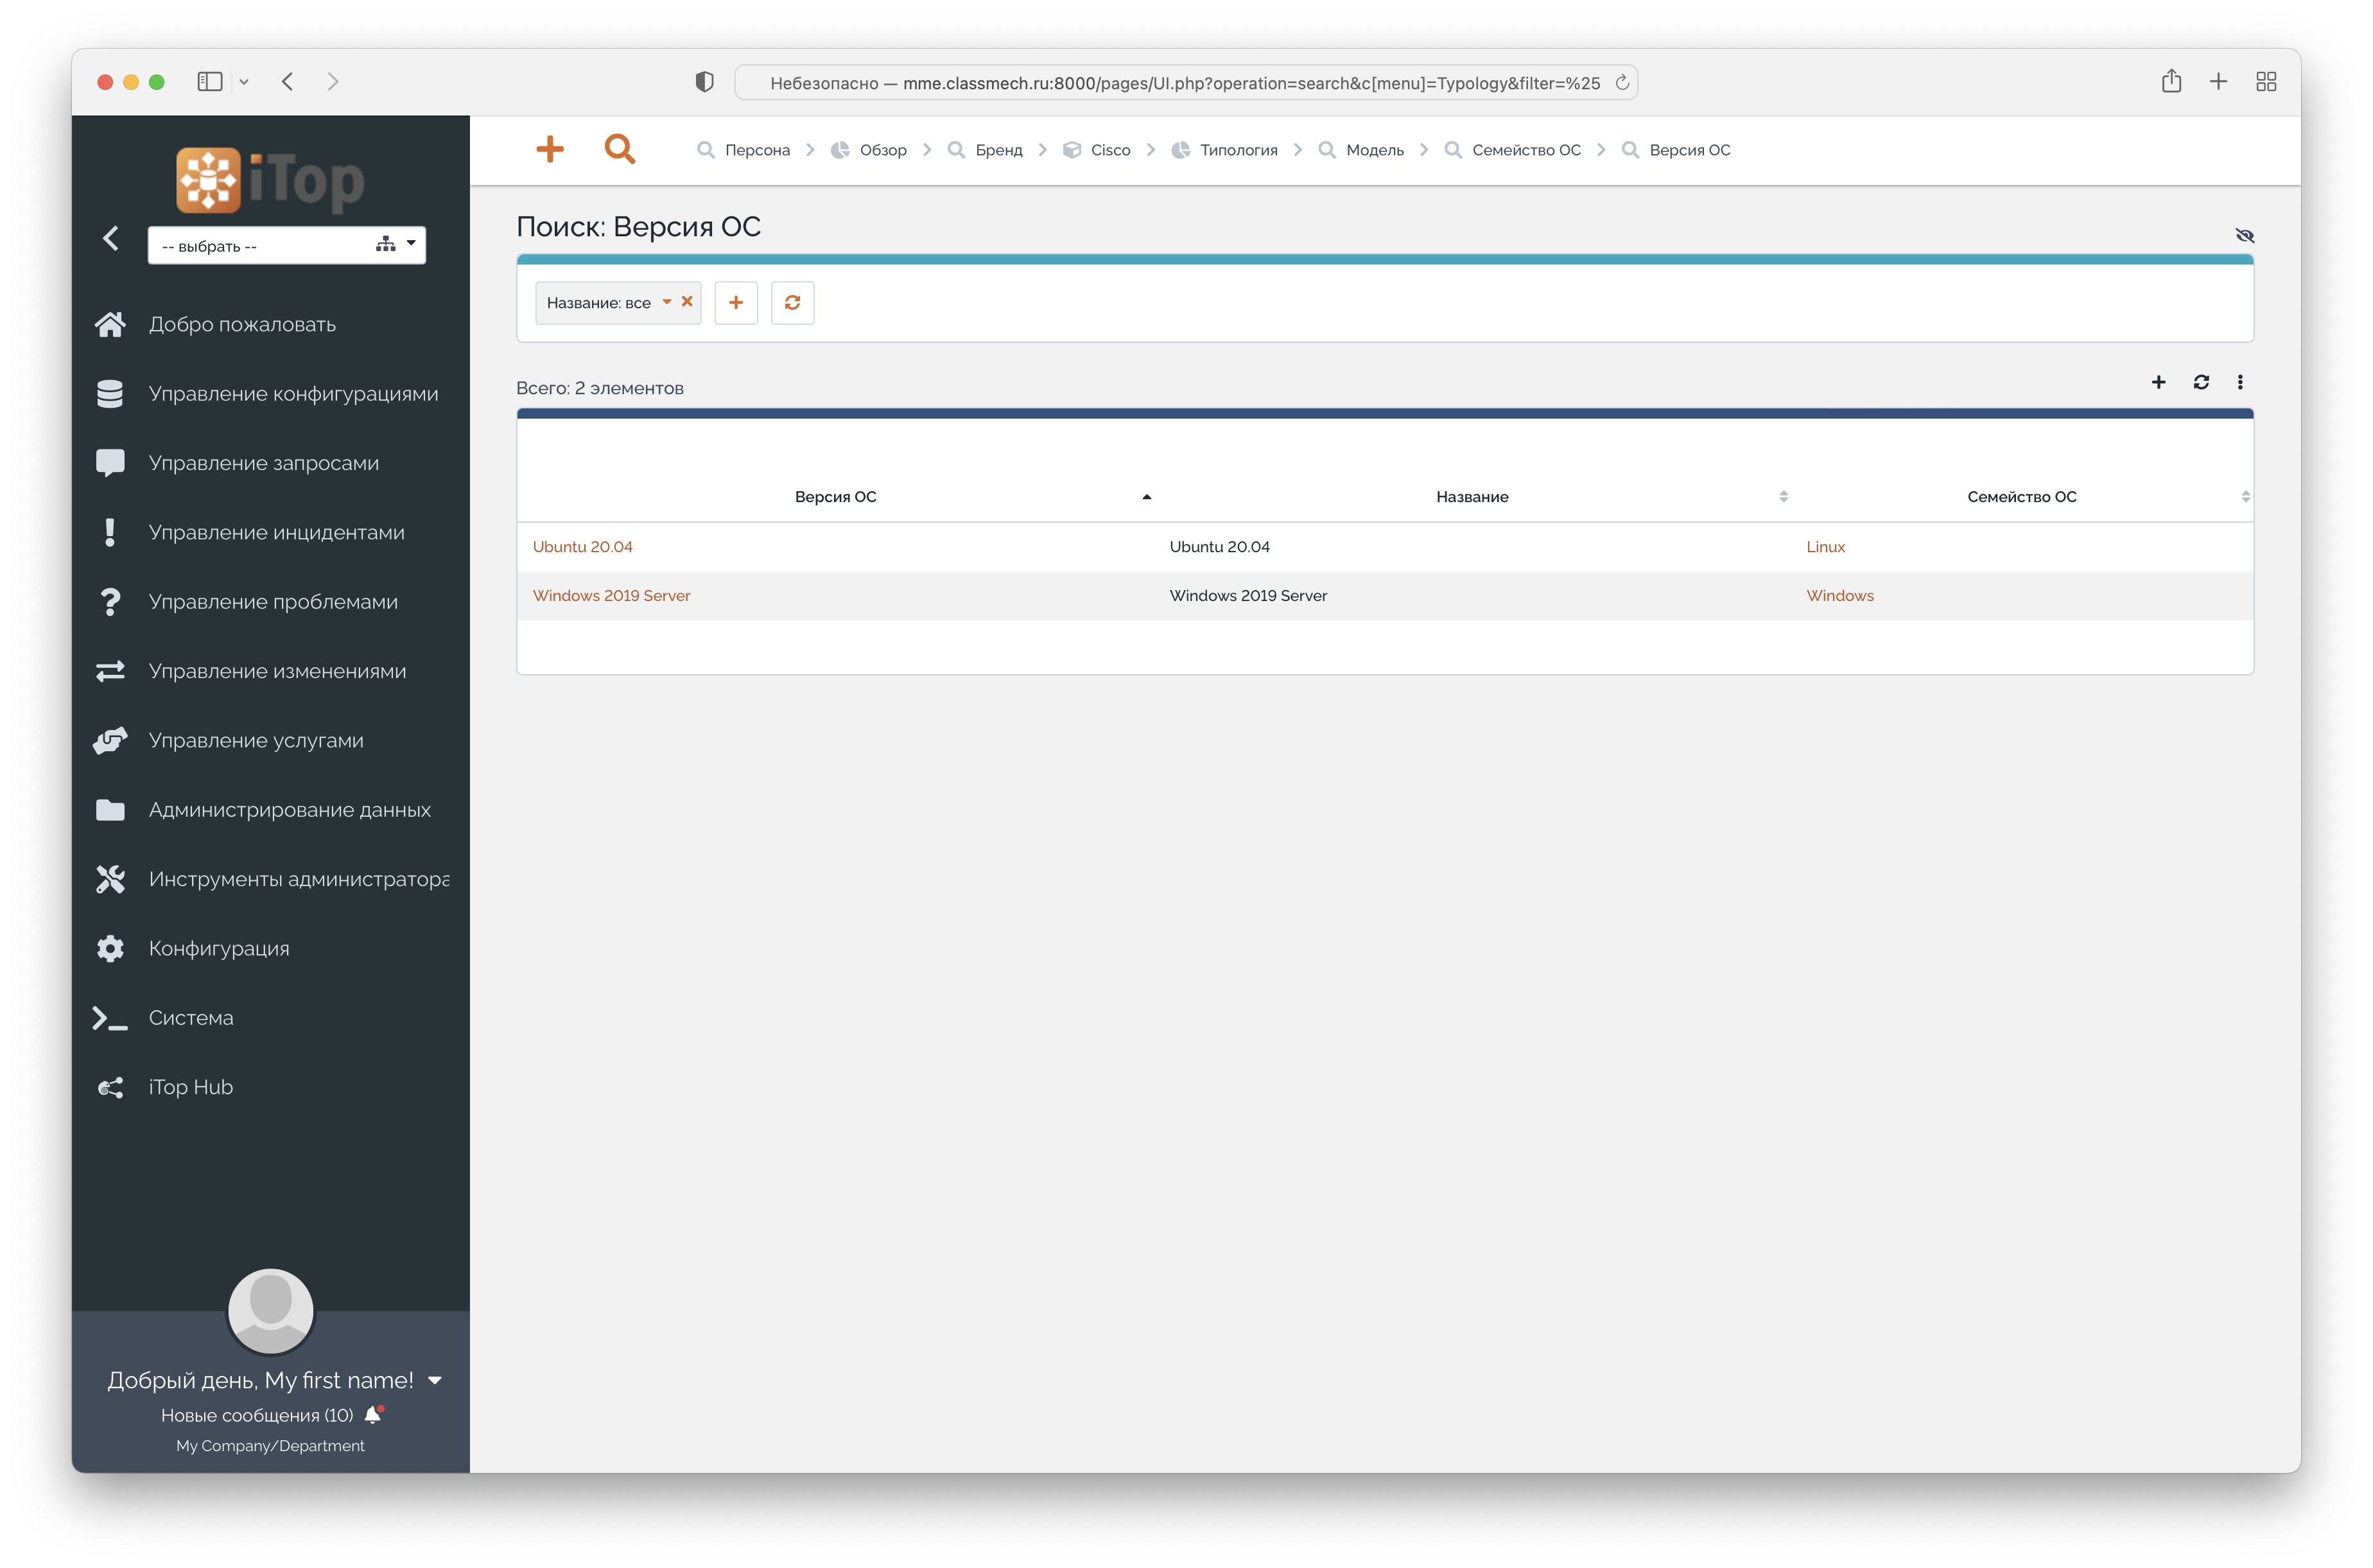 Небезопасно — mme.classmech.ru:8000/pages/UI.php?operation=search&c[menu]=Typology&filter=%25
iTop
-- выбрать --
Добро пожаловать
Управление конфигурациями
Управление запросами
Управление инцидентами
Управление проблемами
Управление изменениями
Управление услугами
Администрирование данных
Инструменты администратора
Конфигурация
Система
iTop Hub
Добрый день, My first name!
Новые сообщения (10)
My Company/Department
Персона Обзор Бренд Cisco Типология Модель Семейство ОС Версия ОС
Поиск: Версия ОС
Название: все
Всего: 2 элементов
Версия ОС Название Семейство ОС
Ubuntu 20.04 Ubuntu 20.04 Linux
Windows 2019 Server Windows 2019 Server Windows